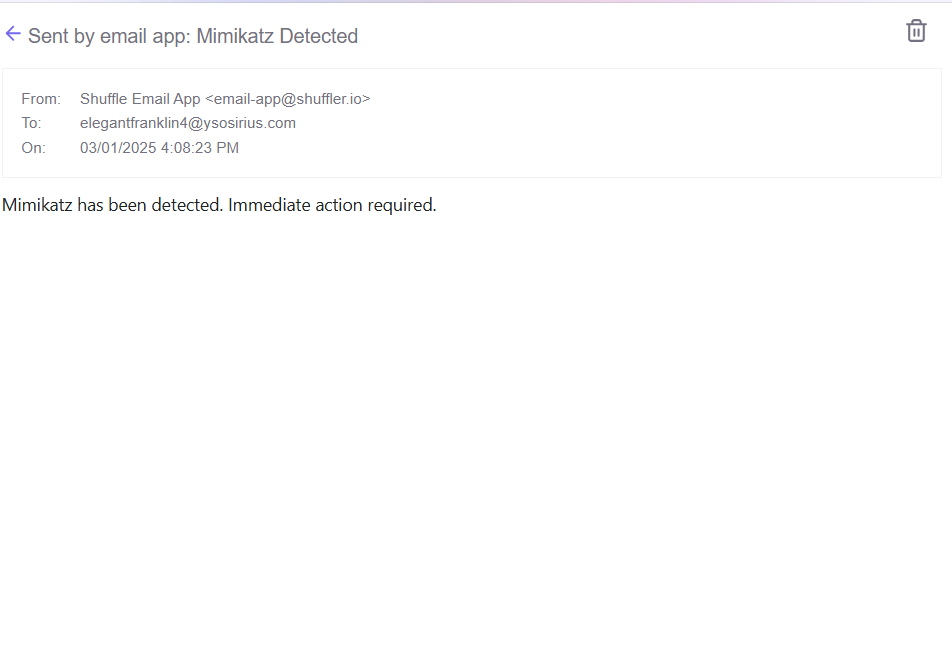 Sent by email app: Mimikatz Detected
From: Shuffle Email App <email-app@shuffler.io>
To: elegantfranklin4@ysosirius.com
On: 03/01/2025 4:08:23 PM
Mimikatz has been detected. Immediate action required.